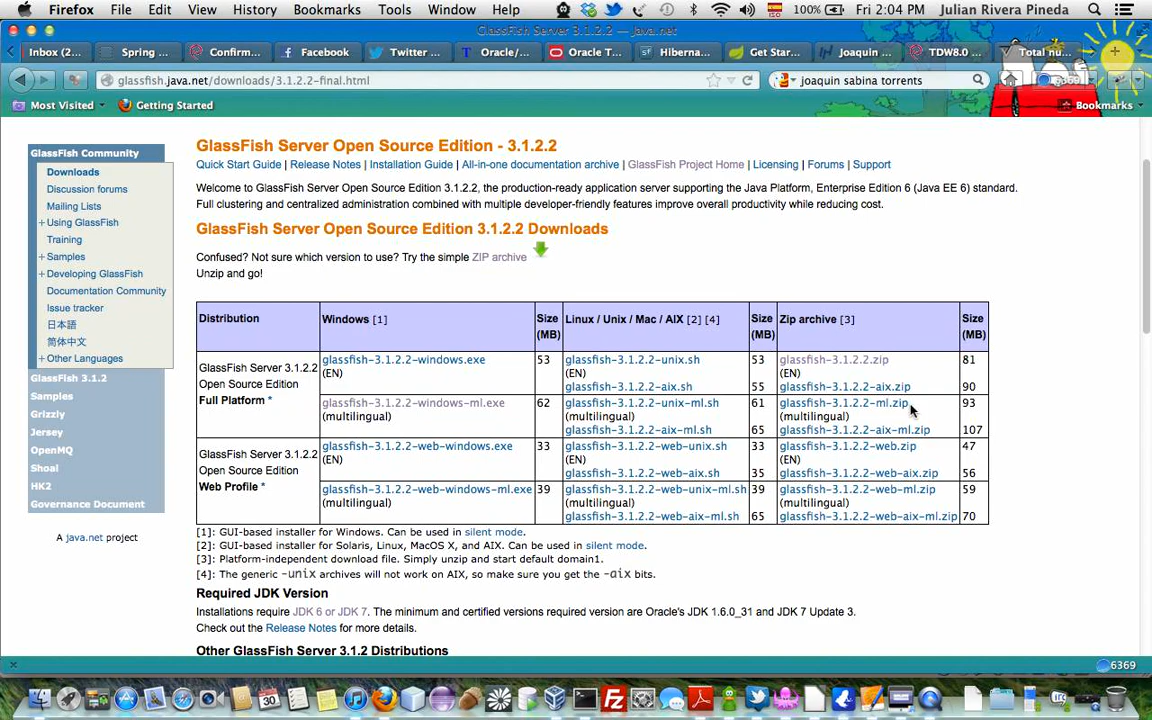 Firefox File Edit View History Bookmarks Tools Window Help 100% Fri 2:04 PM Julian Rivera Pineda
GlassFish Server 3.1.2.2 — Java.net
Inbox (2... Spring ... Confirm... Facebook Twitter ... Oracle/... Oracle T... Hiberna... Get Star... Joaquin ... TDW8.0 ... Total nu...
glassfish.java.net/downloads/3.1.2.2-final.html joaquin sabina torrents 6369
Most Visited Getting Started Bookmarks
GlassFish Community
Downloads
Discussion forums
Mailing Lists
+Using GlassFish
Training
+Samples
+Developing GlassFish
Documentation Community
Issue tracker
日本語
简体中文
+Other Languages
GlassFish 3.1.2
Samples
Grizzly
Jersey
OpenMQ
Shoal
HK2
Governance Document
A java.net project
GlassFish Server Open Source Edition - 3.1.2.2
Quick Start Guide | Release Notes | Installation Guide | All-in-one documentation archive | GlassFish Project Home | Licensing | Forums | Support
Welcome to GlassFish Server Open Source Edition 3.1.2.2, the production-ready application server supporting the Java Platform, Enterprise Edition 6 (Java EE 6) standard.
Full clustering and centralized administration combined with multiple developer-friendly features improve overall productivity while reducing cost.
GlassFish Server Open Source Edition 3.1.2.2 Downloads
Confused? Not sure which version to use? Try the simple ZIP archive
Unzip and go!
Distribution Windows [1] Size (MB) Linux / Unix / Mac / AIX [2] [4] Size (MB) Zip archive [3] Size (MB)
GlassFish Server 3.1.2.2
Open Source Edition
Full Platform *
glassfish-3.1.2.2-windows.exe 53 glassfish-3.1.2.2-unix.sh 53 glassfish-3.1.2.2.zip 81
(EN) (EN) (EN)
glassfish-3.1.2.2-aix.sh 55 glassfish-3.1.2.2-aix.zip 90
glassfish-3.1.2.2-windows-ml.exe 62 glassfish-3.1.2.2-unix-ml.sh 61 glassfish-3.1.2.2-ml.zip 93
(multilingual) (multilingual) (multilingual)
glassfish-3.1.2.2-aix-ml.sh 65 glassfish-3.1.2.2-aix-ml.zip 107
GlassFish Server 3.1.2.2
Open Source Edition
Web Profile *
glassfish-3.1.2.2-web-windows.exe 33 glassfish-3.1.2.2-web-unix.sh 33 glassfish-3.1.2.2-web.zip 47
(EN) (EN) (EN)
glassfish-3.1.2.2-web-aix.sh 35 glassfish-3.1.2.2-web-aix.zip 56
glassfish-3.1.2.2-web-windows-ml.exe 39 glassfish-3.1.2.2-web-unix-ml.sh 39 glassfish-3.1.2.2-web-ml.zip 59
(multilingual) (multilingual) (multilingual)
glassfish-3.1.2.2-web-aix-ml.sh 65 glassfish-3.1.2.2-web-aix-ml.zip 70
[1]: GUI-based installer for Windows. Can be used in silent mode.
[2]: GUI-based installer for Solaris, Linux, MacOS X, and AIX. Can be used in silent mode.
[3]: Platform-independent download file. Simply unzip and start default domain1.
[4]: The generic -unix archives will not work on AIX, so make sure you get the -aix bits.
Required JDK Version
Installations require JDK 6 or JDK 7. The minimum and certified versions required version are Oracle's JDK 1.6.0_31 and JDK 7 Update 3.
Check out the Release Notes for more details.
Other GlassFish Server 3.1.2 Distributions
6369
30